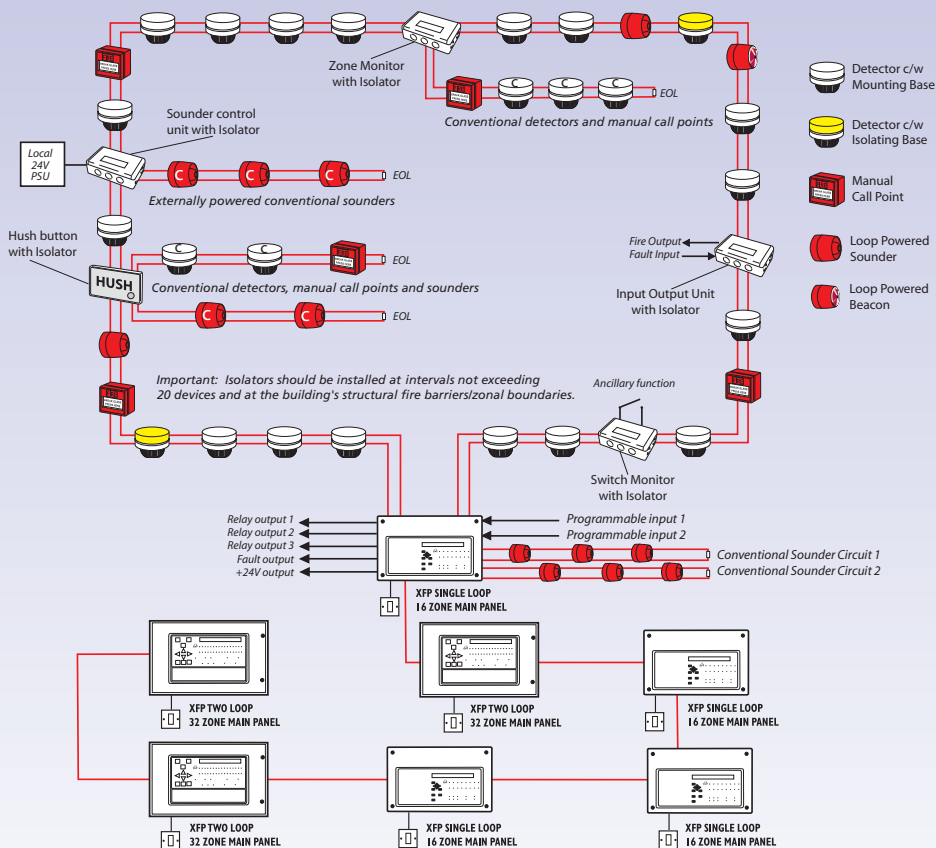 Zone Monitor
with Isolator
C
C
C
EOL
Conventional detectors and manual call points
Detector c/w
Mounting Base
Detector c/w
Isolating Base
Manual
Call Point
Loop Powered
Sounder
Loop Powered
Beacon
Sounder control
unit with Isolator
Local
24V
PSU
C
C
C
EOL
Externally powered conventional sounders
Hush button
with Isolator
HUSH
C
C
EOL
Conventional detectors, manual call points and sounders
C
C
EOL
Fire Output
Fault Input
Input Output Unit
with Isolator
Important: Isolators should be installed at intervals not exceeding
20 devices and at the building's structural fire barriers/zonal boundaries.
Ancillary function
Switch Monitor
with Isolator
Relay output 1
Relay output 2
Relay output 3
Fault output
+24V output
Programmable input 1
Programmable input 2
Conventional Sounder Circuit 1
Conventional Sounder Circuit 2
XFP SINGLE LOOP
16 ZONE MAIN PANEL
XFP TWO LOOP
32 ZONE MAIN PANEL
XFP TWO LOOP
32 ZONE MAIN PANEL
XFP SINGLE LOOP
16 ZONE MAIN PANEL
XFP TWO LOOP
32 ZONE MAIN PANEL
XFP SINGLE LOOP
16 ZONE MAIN PANEL
XFP SINGLE LOOP
16 ZONE MAIN PANEL